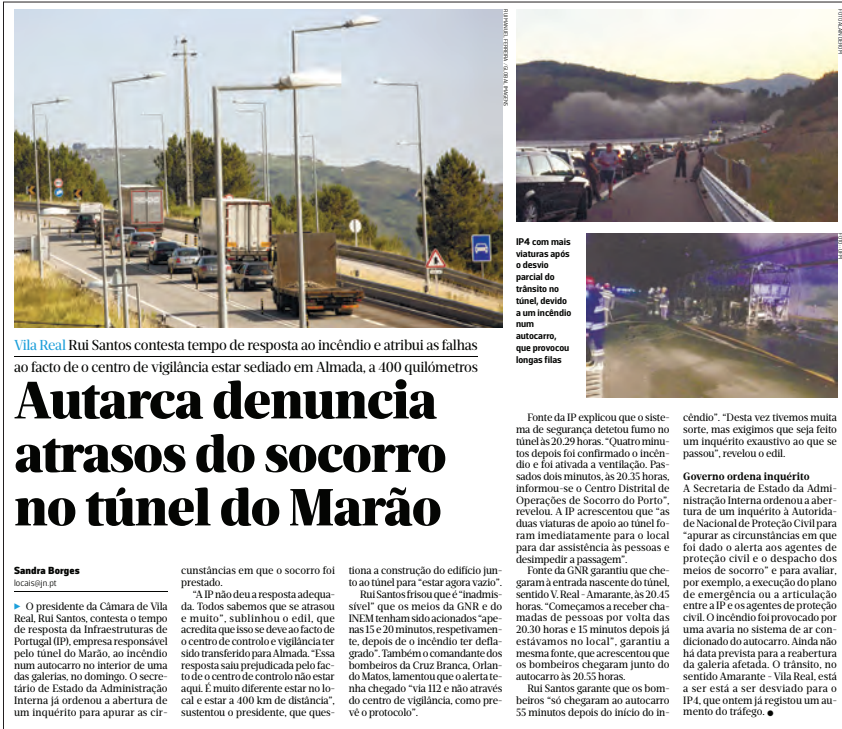 RUI MANUEL FERREIRA / GLOBAL IMAGENS
IP4 com mais
viaturas após
o desvio
parcial do
trânsito no
túnel, devido
a um incêndio
num
autocarro,
que provocou
longas filas
Vila Real Rui Santos contesta tempo de resposta ao incêndio e atribui as falhas
ao facto de o centro de vigilância estar sediado em Almada, a 400 quilómetros
Autarca denuncia
atrasos do socorro
no túnel do Marão
Sandra Borges
locais@jn.pt
▶ O presidente da Câmara de Vila
Real, Rui Santos, contesta o tempo
de resposta da Infraestruturas de
Portugal (IP), empresa responsável
pelo túnel do Marão, ao incêndio
num autocarro no interior de uma
das galerias, no domingo. O secre-
tário de Estado da Administração
Interna já ordenou a abertura de
um inquérito para apurar as cir-
cunstâncias em que o socorro foi
prestado.
"A IP não deu a resposta adequa-
da. Todos sabemos que se atrasou
e muito", sublinhou o edil, que
acredita que isso se deve ao facto de
o centro de controlo e vigilância ter
sido transferido para Almada. "Essa
resposta saiu prejudicada pelo fac-
to de o centro de controlo não estar
aqui. É muito diferente estar no lo-
cal e estar a 400 km de distância",
sustentou o presidente, que ques-
tiona a construção do edifício jun-
to ao túnel para "estar agora vazio".
Rui Santos frisou que é "inadmis-
sível" que os meios da GNR e do
INEM tenham sido acionados "ape-
nas 15 e 20 minutos, respetivamen-
te, depois de o incêndio ter defla-
grado". Também o comandante dos
bombeiros da Cruz Branca, Orlan-
do Matos, lamentou que o alerta te-
nha chegado "via 112 e não através
do centro de vigilância, como pre-
vê o protocolo".
Fonte da IP explicou que o siste-
ma de segurança detetou fumo no
túnel às 20.29 horas. "Quatro minu-
tos depois foi confirmado o incên-
dio e foi ativada a ventilação. Pas-
sados dois minutos, às 20.35 horas,
informou-se o Centro Distrital de
Operações de Socorro do Porto",
revelou. A IP acrescentou que "as
duas viaturas de apoio ao túnel fo-
ram imediatamente para o local
para dar assistência às pessoas e
desimpedir a passagem".
Fonte da GNR garantiu que che-
garam à entrada nascente do túnel,
sentido V. Real - Amarante, às 20.45
horas. "Começamos a receber cha-
madas de pessoas por volta das
20.30 horas e 15 minutos depois já
estávamos no local", garantiu a
mesma fonte, que acrescentou que
os bombeiros chegaram junto do
autocarro às 20.55 horas.
Rui Santos garante que os bom-
beiros "só chegaram ao autocarro
55 minutos depois do início do in-
cêndio". "Desta vez tivemos muita
sorte, mas exigimos que seja feito
um inquérito exaustivo ao que se
passou", revelou o edil.
Governo ordena inquérito
A Secretaria de Estado da Admi-
nistração Interna ordenou a aber-
tura de um inquérito à Autorida-
de Nacional de Proteção Civil para
"apurar as circunstâncias em que
foi dado o alerta aos agentes de
proteção civil e o despacho dos
meios de socorro" e para avaliar,
por exemplo, a execução do plano
de emergência ou a articulação
entre a IP e os agentes de proteção
civil. O incêndio foi provocado por
uma avaria no sistema de ar con-
dicionado do autocarro. Ainda não
há data prevista para a reabertura
da galeria afetada. O trânsito, no
sentido Amarante - Vila Real, está
a ser está a ser desviado para o
IP4, que ontem já registou um au-
mento do tráfego. ●